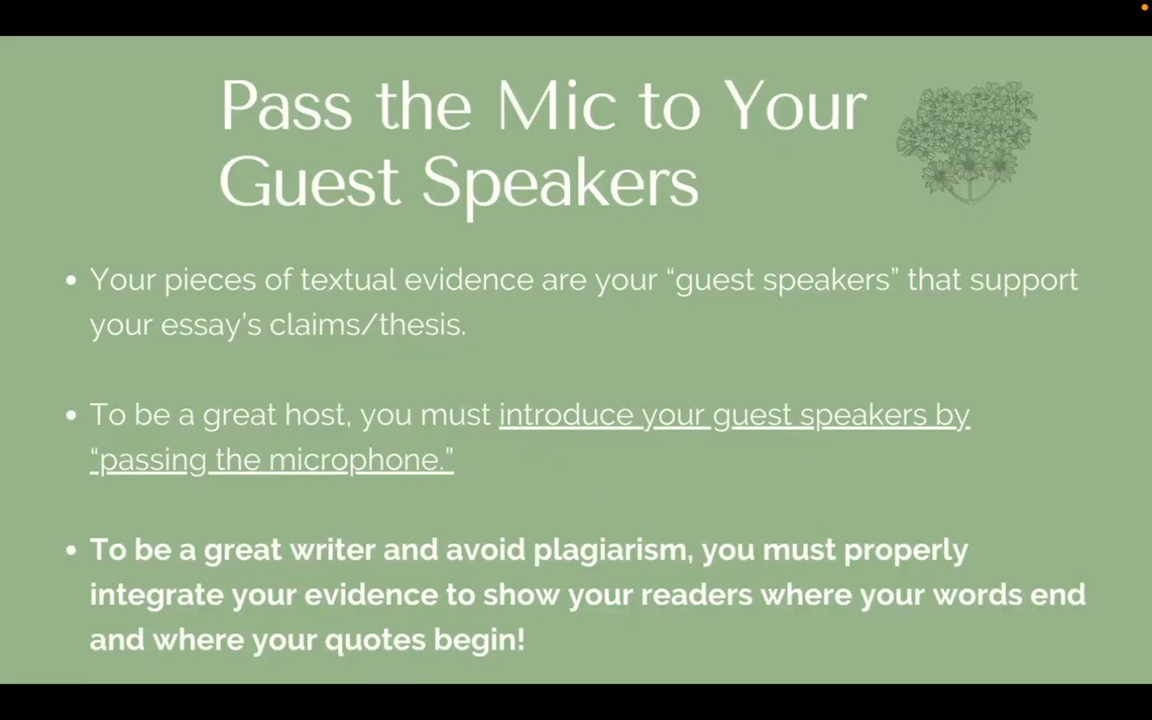 Pass the Mic to Your
Guest Speakers
• Your pieces of textual evidence are your “guest speakers” that support
your essay’s claims/thesis.
• To be a great host, you must introduce your guest speakers by
“passing the microphone.”
• To be a great writer and avoid plagiarism, you must properly
integrate your evidence to show your readers where your words end
and where your quotes begin!